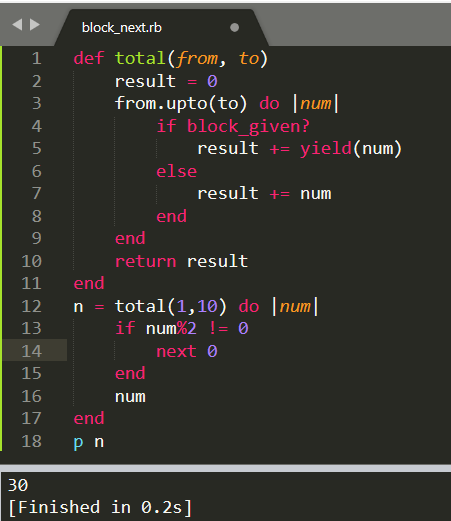 block_next.rb
1 def total(from, to)
2     result = 0
3     from.upto(to) do |num|
4         if block_given?
5             result += yield(num)
6         else
7             result += num
8         end
9     end
10     return result
11 end
12 n = total(1,10) do |num|
13     if num%2 != 0
14         next 0
15     end
16     num
17 end
18 p n
30
[Finished in 0.2s]